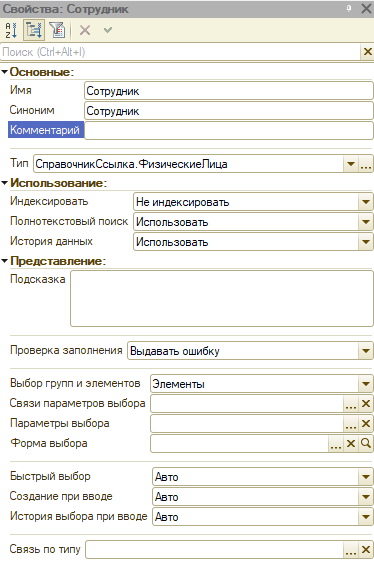 Свойства: Сотрудник
Поиск (Ctrl+Alt+I)
Основные:
Имя Сотрудник
Синоним Сотрудник
Комментарий
Тип СправочникСсылка.ФизическиеЛица ...
Использование:
Индексировать Не индексировать
Полнотекстовый поиск Использовать
История данных Использовать
Представление:
Подсказка
Проверка заполнения Выдавать ошибку
Выбор групп и элементов Элементы
Связи параметров выбора ...
Параметры выбора ...
Форма выбора ...
Быстрый выбор Авто
Создание при вводе Авто
История выбора при вводе Авто
Связь по типу ...